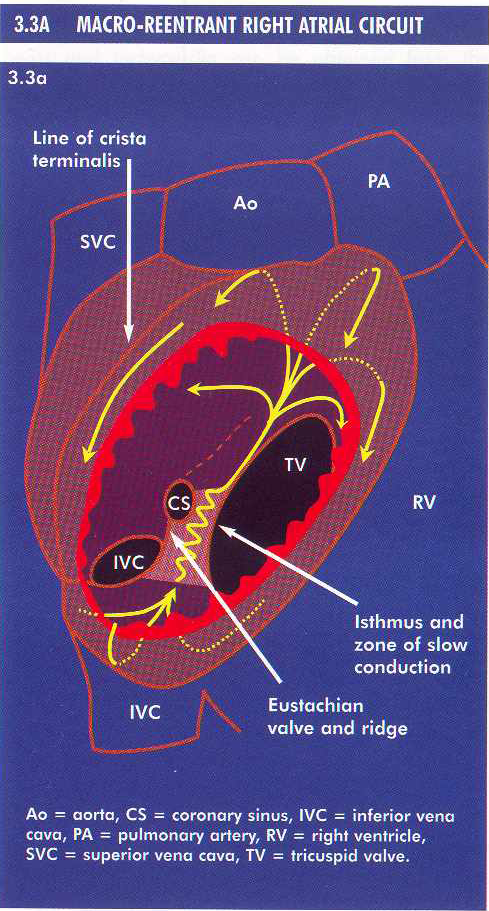 3.3A MACRO-REENTRANT RIGHT ATRIAL CIRCUIT
3.3a
Line of crista
terminalis
PA
Ao
SVC
TV
CS
RV
IVC
Isthmus and
zone of slow
conduction
Eustachian
valve and ridge
IVC
Ao = aorta, CS = coronary sinus, IVC = inferior vena
cava, PA = pulmonary artery, RV = right ventricle,
SVC = superior vena cava, TV = tricuspid valve.